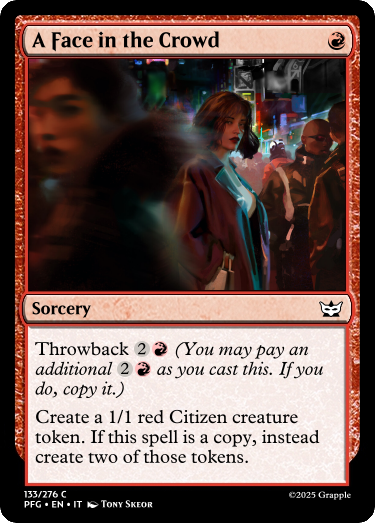 A Face in the Crowd
Sorcery
Throwback 2 (You may pay an
additional 2 as you cast this. If you
do, copy it.)
Create a 1/1 red Citizen creature
token. If this spell is a copy, instead
create two of those tokens.
133/276 C
PFG • EN • IT Tony Skeor
©2025 Grapple